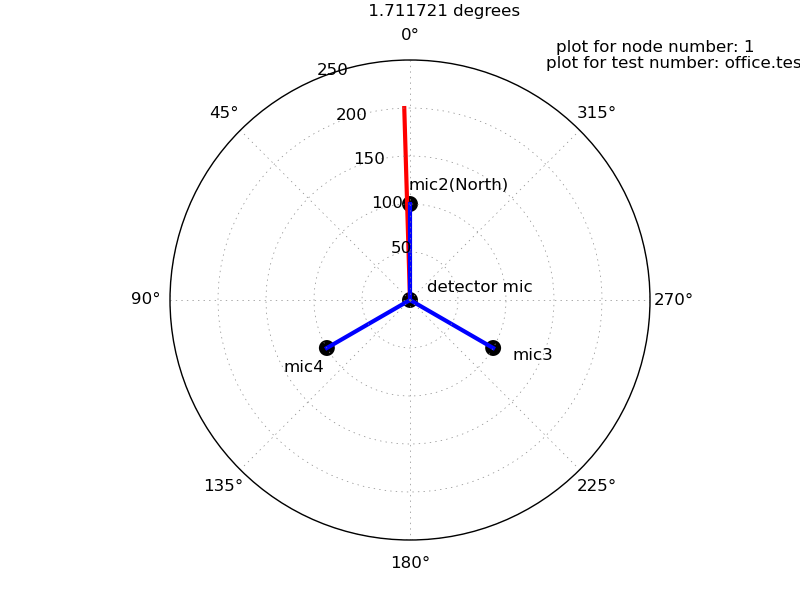 1.711721 degrees
0°
plot for node number: 1
plot for test number: office.tes
250
45°
315°
200
150
mic2(North)
100
50
detector mic
90°
270°
mic4
mic3
135°
225°
180°